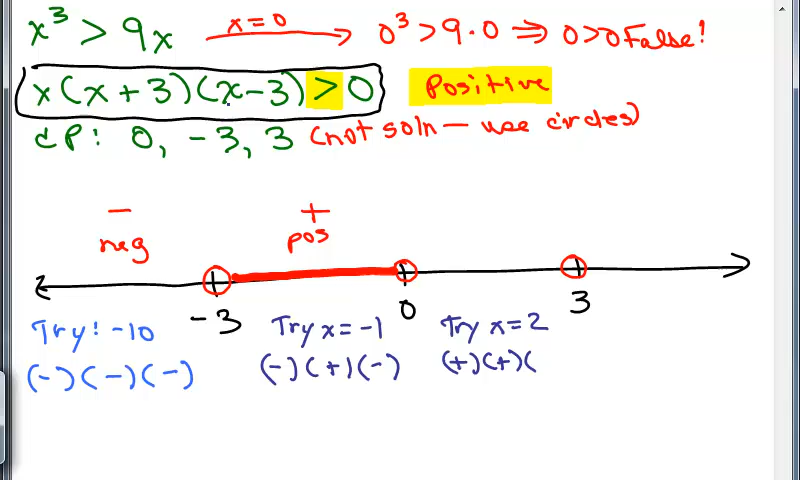 x³ > 9x x=0 0³ > 9·0 ⇒ 0>0 False!
x(x+3)(x-3) > 0 Positive
CP: 0, -3, 3 (not soln — use circles)
- +
neg pos
-3 0 3
Try! -10 Try x=-1 Try x=2
(-)(-)(-) (-)(+)(-) (+)(+)(